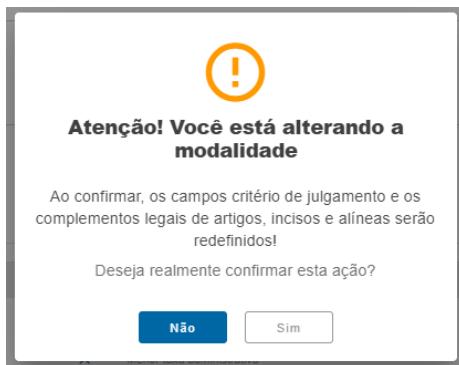 Atenção! Você está alterando a
modalidade
Ao confirmar, os campos critério de julgamento e os
complementos legais de artigos, incisos e alíneas serão
redefinidos!
Deseja realmente confirmar esta ação?
Não Sim